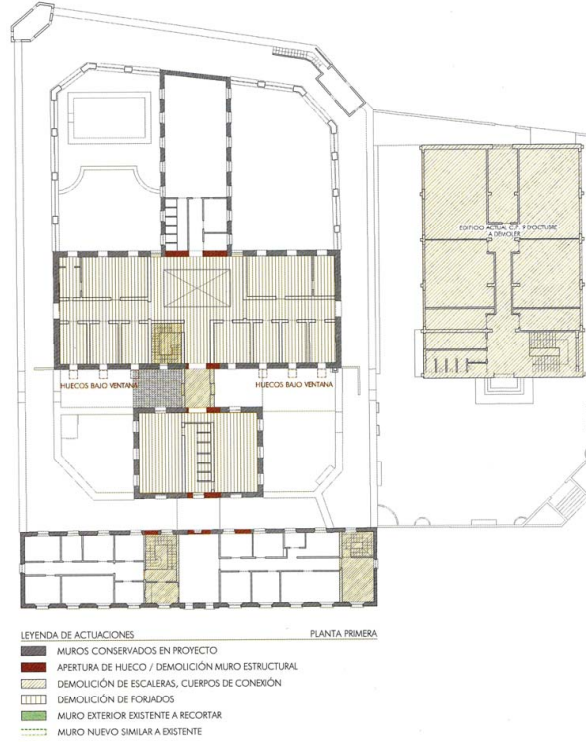 EDIFICIO ACTUAL C.P. 9 D'OCTUBRE
A DEMOLER
HUECOS BAJO VENTANA
HUECOS BAJO VENTANA
LEYENDA DE ACTUACIONES
PLANTA PRIMERA
MUROS CONSERVADOS EN PROYECTO
APERTURA DE HUECO / DEMOLICIÓN MURO ESTRUCTURAL
DEMOLICIÓN DE ESCALERAS, CUERPOS DE CONEXIÓN
DEMOLICIÓN DE FORJADOS
MURO EXTERIOR EXISTENTE A RECORTAR
MURO NUEVO SIMILAR A EXISTENTE